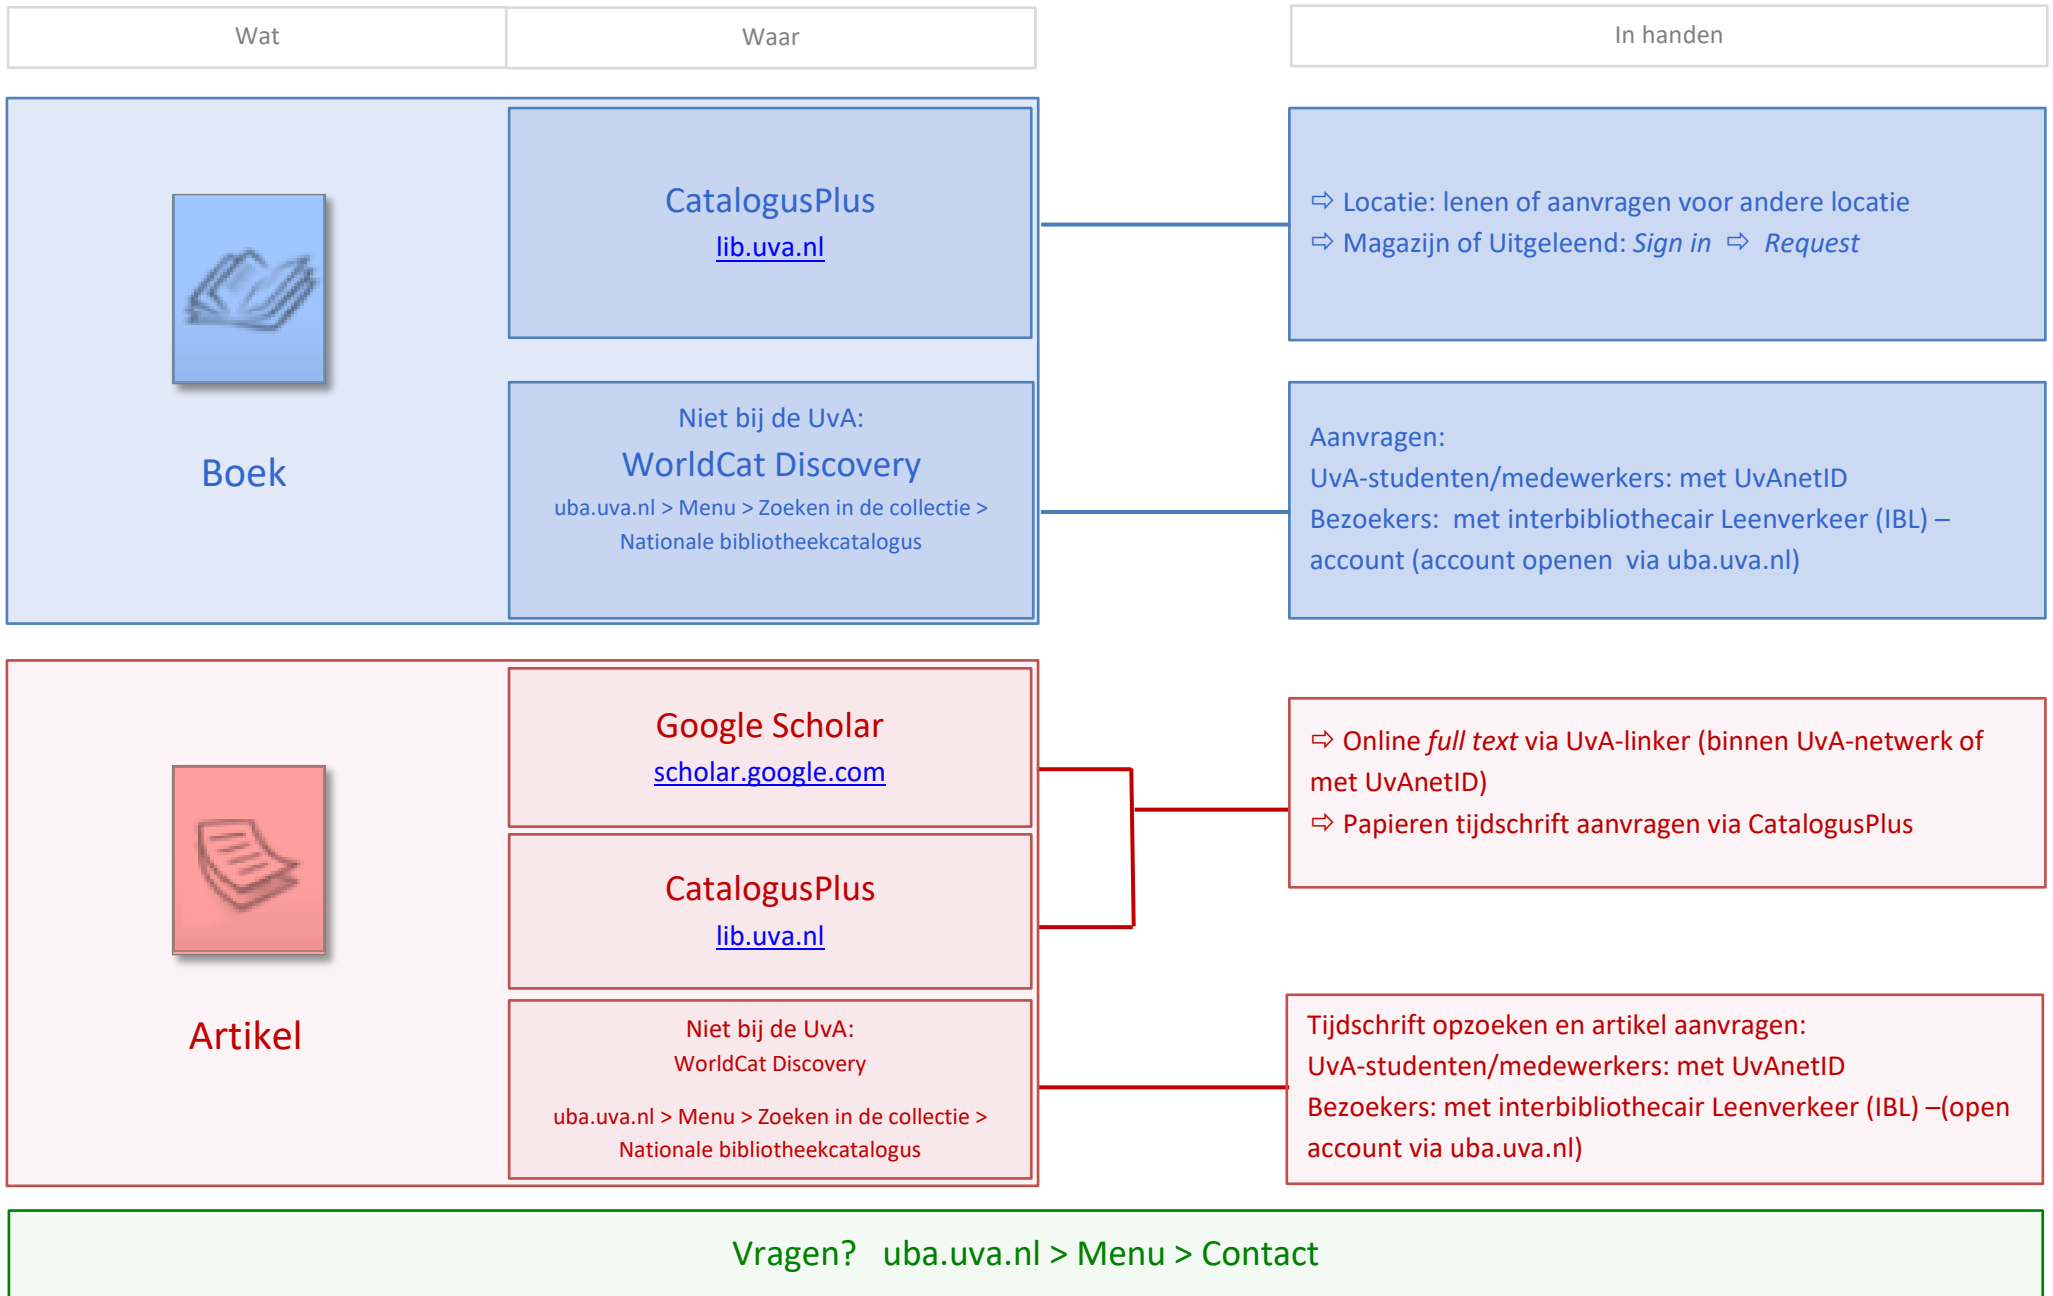 Wat
Waar
In handen
Boek
CatalogusPlus
lib.uva.nl
⇨ Locatie: lenen of aanvragen voor andere locatie
⇨ Magazijn of Uitgeleend: Sign in ⇨ Request
Niet bij de UvA:
WorldCat Discovery
uba.uva.nl > Menu > Zoeken in de collectie >
Nationale bibliotheekcatalogus
Aanvragen:
UvA-studenten/medewerkers: met UvAnetID
Bezoekers:  met interbibliothecair Leenverkeer (IBL) –
account (account openen  via uba.uva.nl)
Artikel
Google Scholar
scholar.google.com
CatalogusPlus
lib.uva.nl
⇨ Online full text via UvA-linker (binnen UvA-netwerk of
met UvAnetID)
⇨ Papieren tijdschrift aanvragen via CatalogusPlus
Niet bij de UvA:
WorldCat Discovery
uba.uva.nl > Menu > Zoeken in de collectie >
Nationale bibliotheekcatalogus
Tijdschrift opzoeken en artikel aanvragen:
UvA-studenten/medewerkers: met UvAnetID
Bezoekers: met interbibliothecair Leenverkeer (IBL) –(open
account via uba.uva.nl)
Vragen?   uba.uva.nl > Menu > Contact